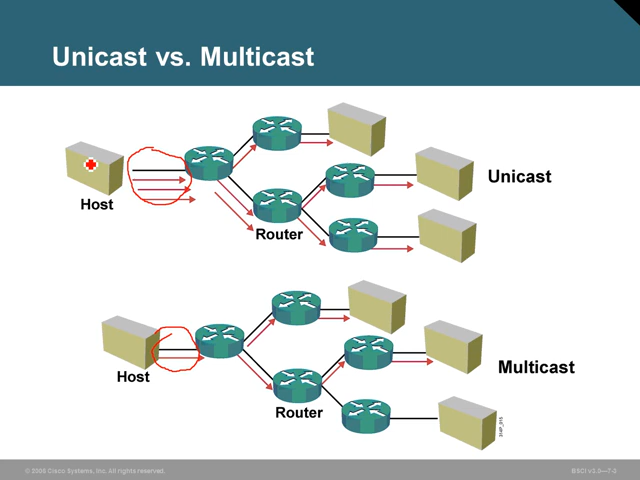 Unicast vs. Multicast
Unicast
Host
Router
Multicast
Host
Router
© 2006 Cisco Systems, Inc. All rights reserved.
BSCI v3.0—7-0